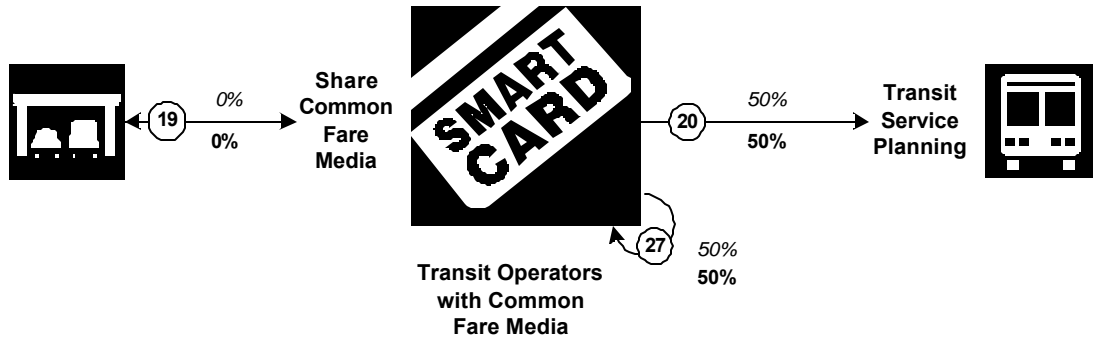 19
0%
0%
Share
Common
Fare
Media
SMART
CARD
20
50%
50%
Transit
Service
Planning
27
50%
50%
Transit Operators
with Common
Fare Media